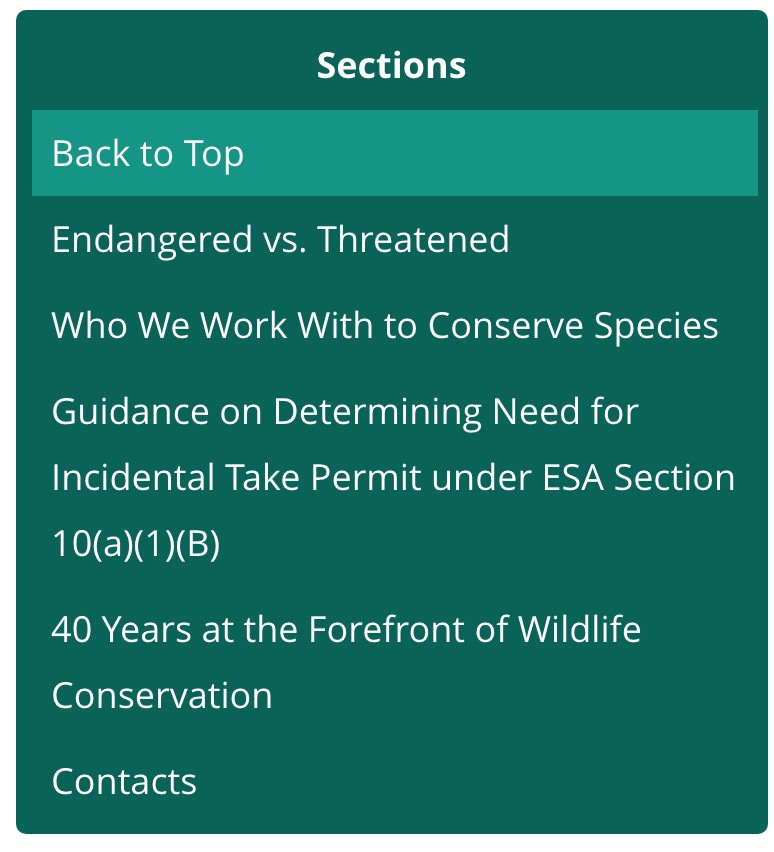 Sections
Back to Top
Endangered vs. Threatened
Who We Work With to Conserve Species
Guidance on Determining Need for
Incidental Take Permit under ESA Section
10(a)(1)(B)
40 Years at the Forefront of Wildlife
Conservation
Contacts